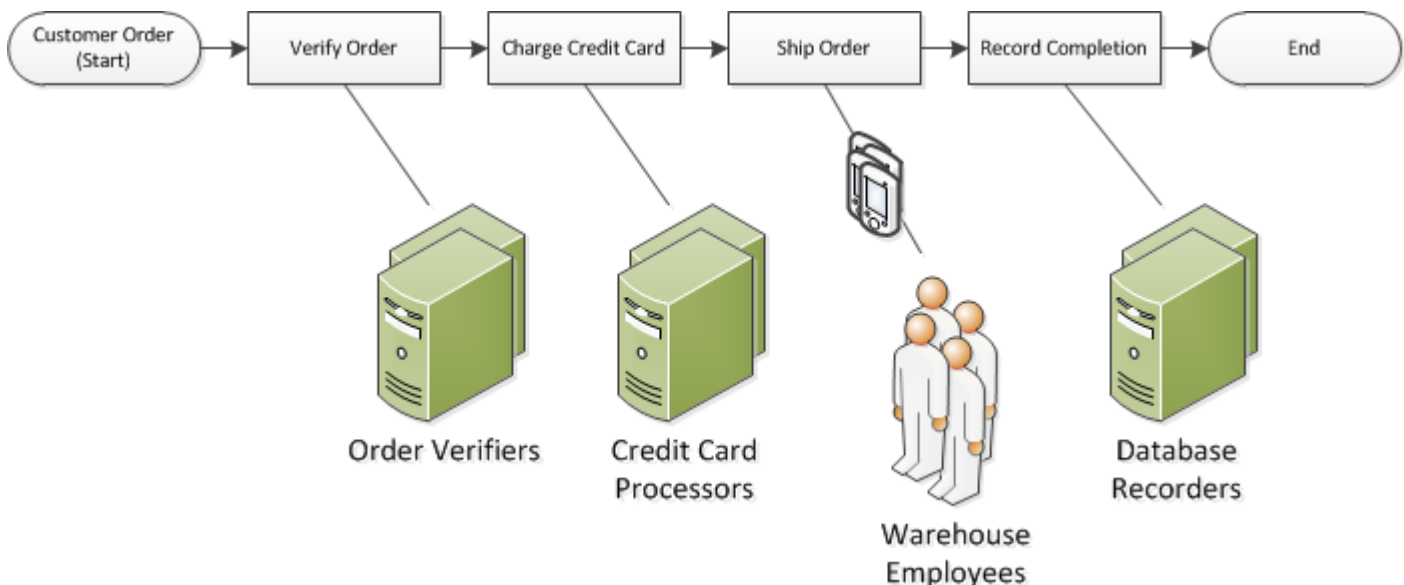 Customer Order
(Start)
Verify Order
Charge Credit Card
Ship Order
Record Completion
End
Order Verifiers
Credit Card
Processors
Warehouse
Employees
Database
Recorders